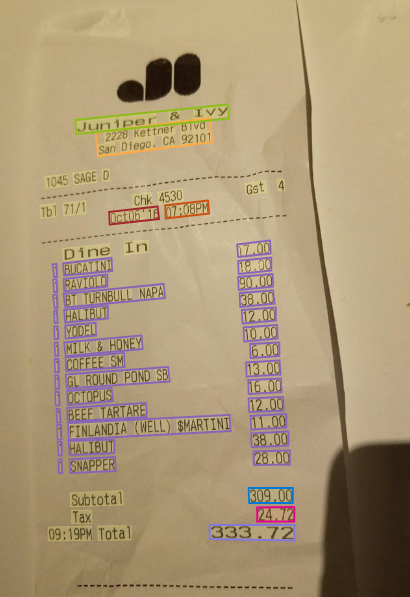 Juniper & Ivy
2228 Kettner Blvd
San Diego, CA 92101
1045 SAGE D
Tbl 71/1 Chk 4530 Gst 4
Oct06'16 07:08PM
Dine In
1 BUCATINI 17.00
1 RAVIOLO 18.00
1 BT TURNBULL NAPA 90.00
1 HALIBUT 38.00
1 YODEL 12.00
1 MILK & HONEY 10.00
1 COFFEE SM 6.00
1 GL ROUND POND SB 13.00
1 OCTOPUS 16.00
1 BEEF TARTARE 12.00
1 FINLANDIA (WELL) $MARTINI 11.00
1 HALIBUT 38.00
1 SNAPPER 28.00
Subtotal 309.00
Tax 24.72
09:19PM Total 333.72